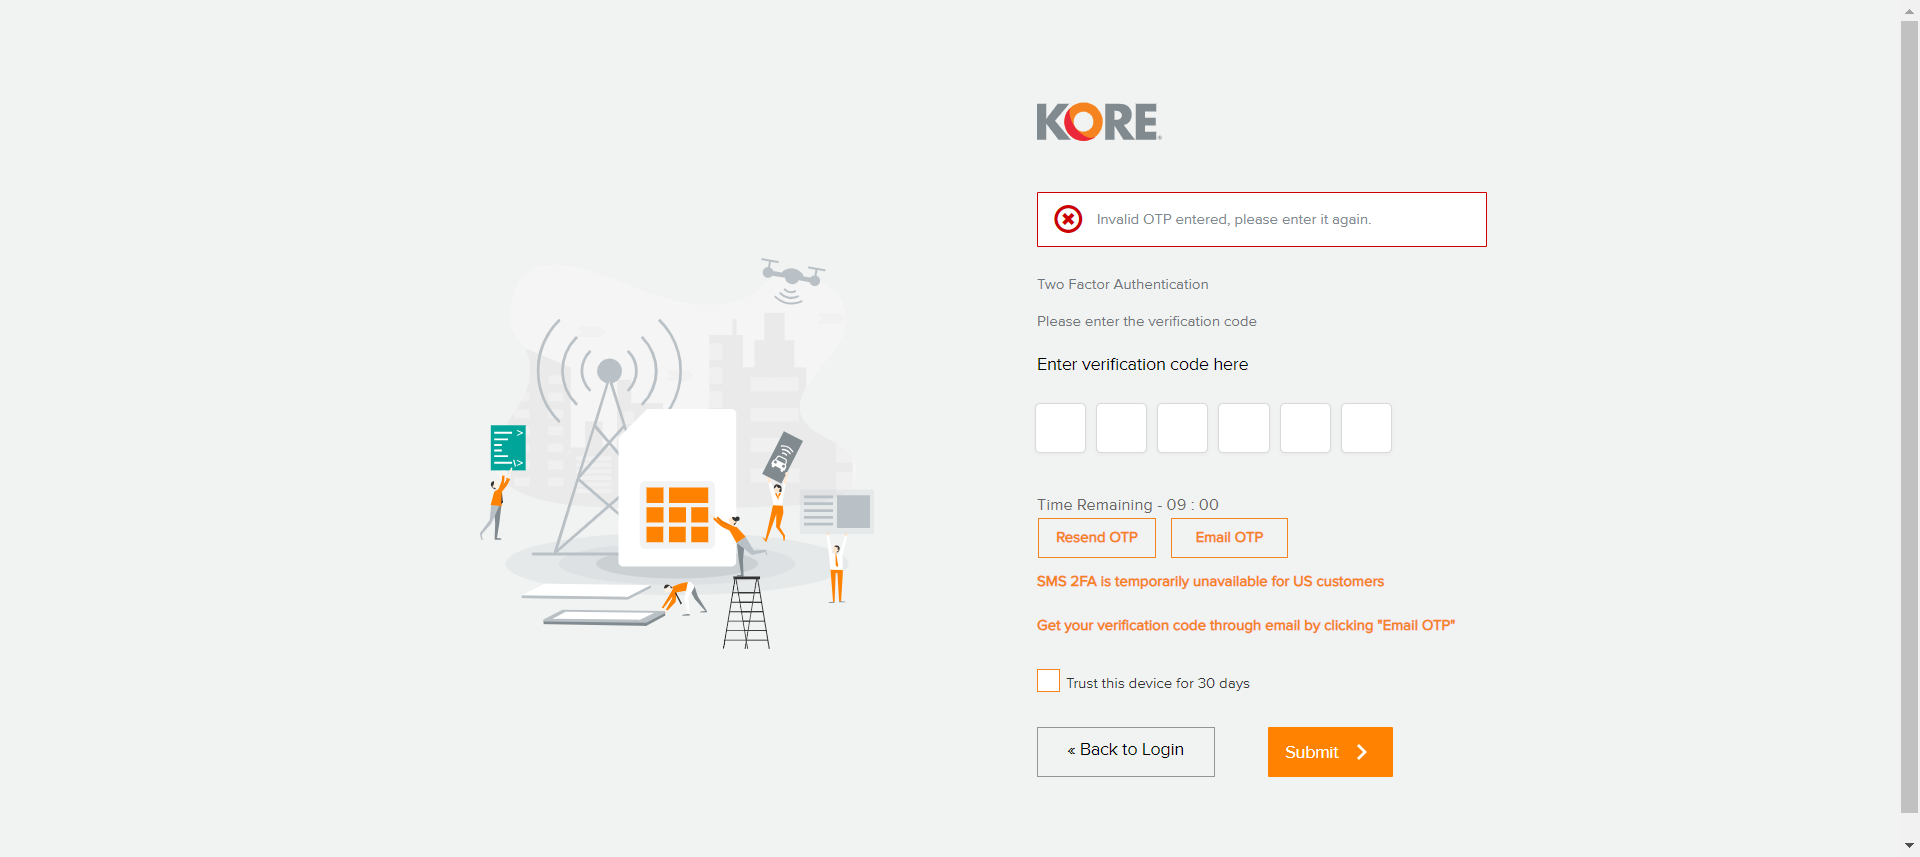 KORE
Invalid OTP entered, please enter it again.
Two Factor Authentication
Please enter the verification code
Enter verification code here
Time Remaining - 09 : 00
Resend OTP
Email OTP
SMS 2FA is temporarily unavailable for US customers
Get your verification code through email by clicking "Email OTP"
Trust this device for 30 days
« Back to Login
Submit